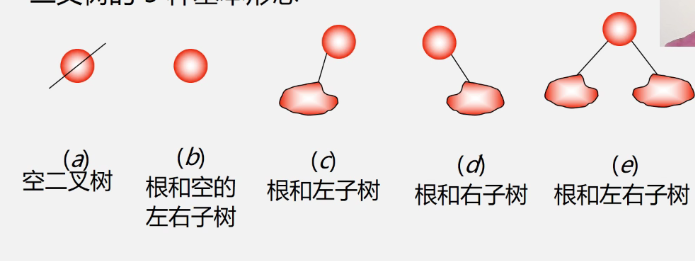 二叉树的5种基本形态
(a)
空二叉树
(b)
根和空的
左右子树
(c)
根和左子树
(d)
根和右子树
(e)
根和左右子树